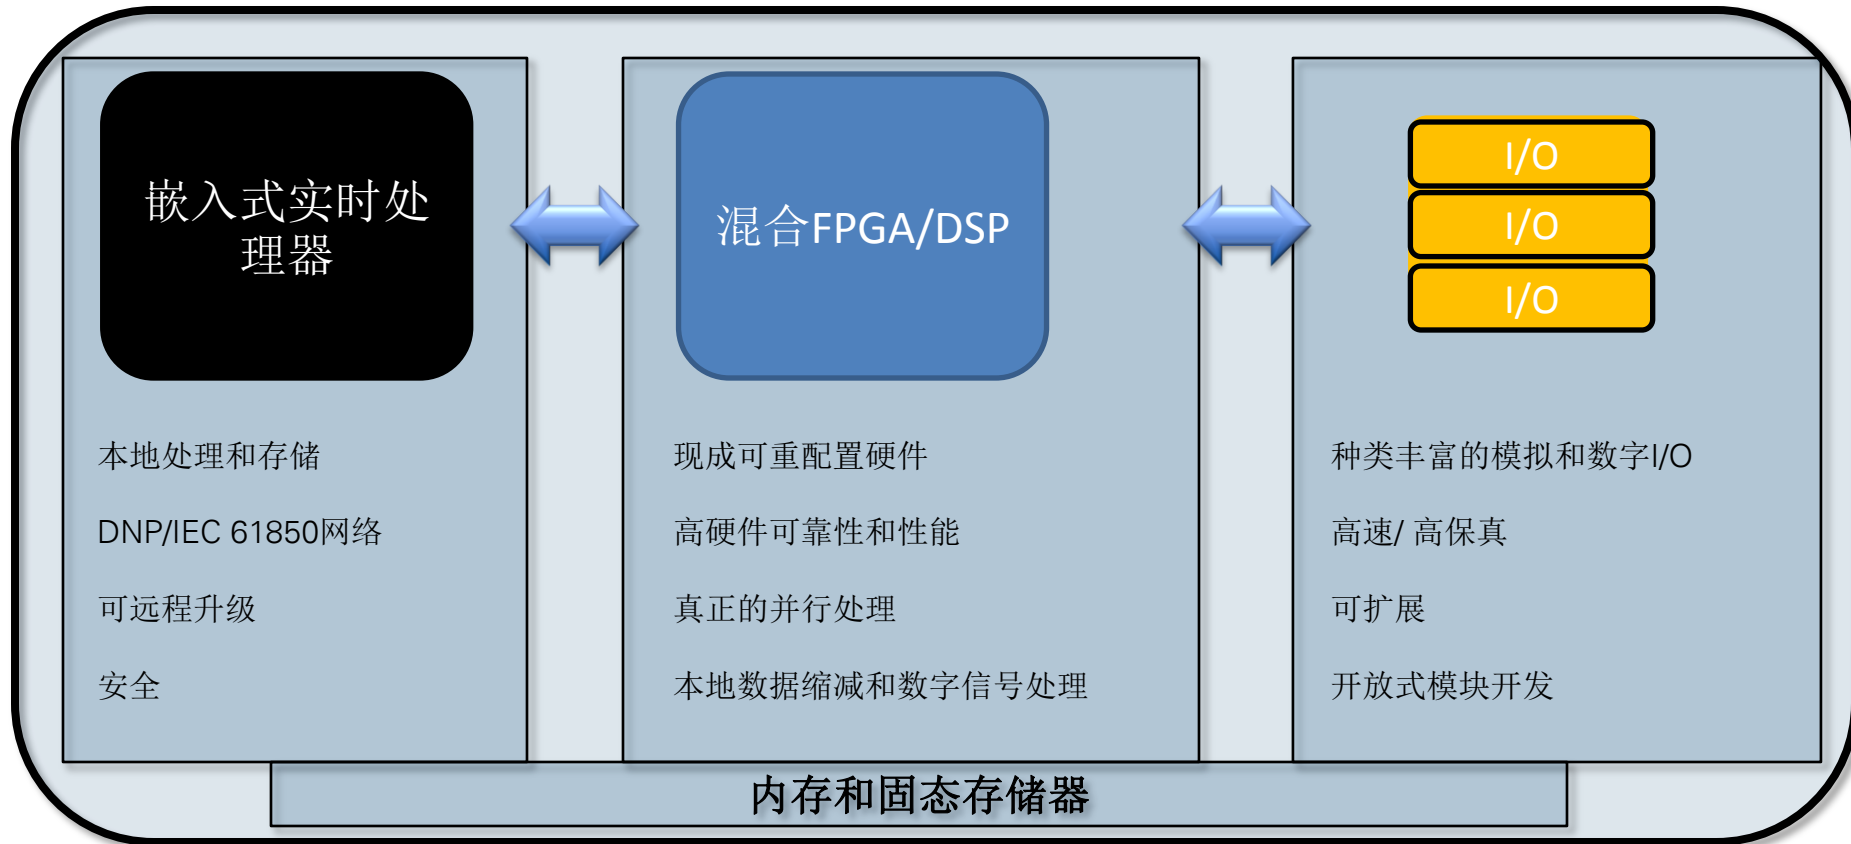 嵌入式实时处
理器
本地处理和存储
DNP/IEC 61850网络
可远程升级
安全
混合FPGA/DSP
现成可重配置硬件
高硬件可靠性和性能
真正的并行处理
本地数据缩减和数字信号处理
I/O
I/O
I/O
种类丰富的模拟和数字I/O
高速/ 高保真
可扩展
开放式模块开发
内存和固态存储器